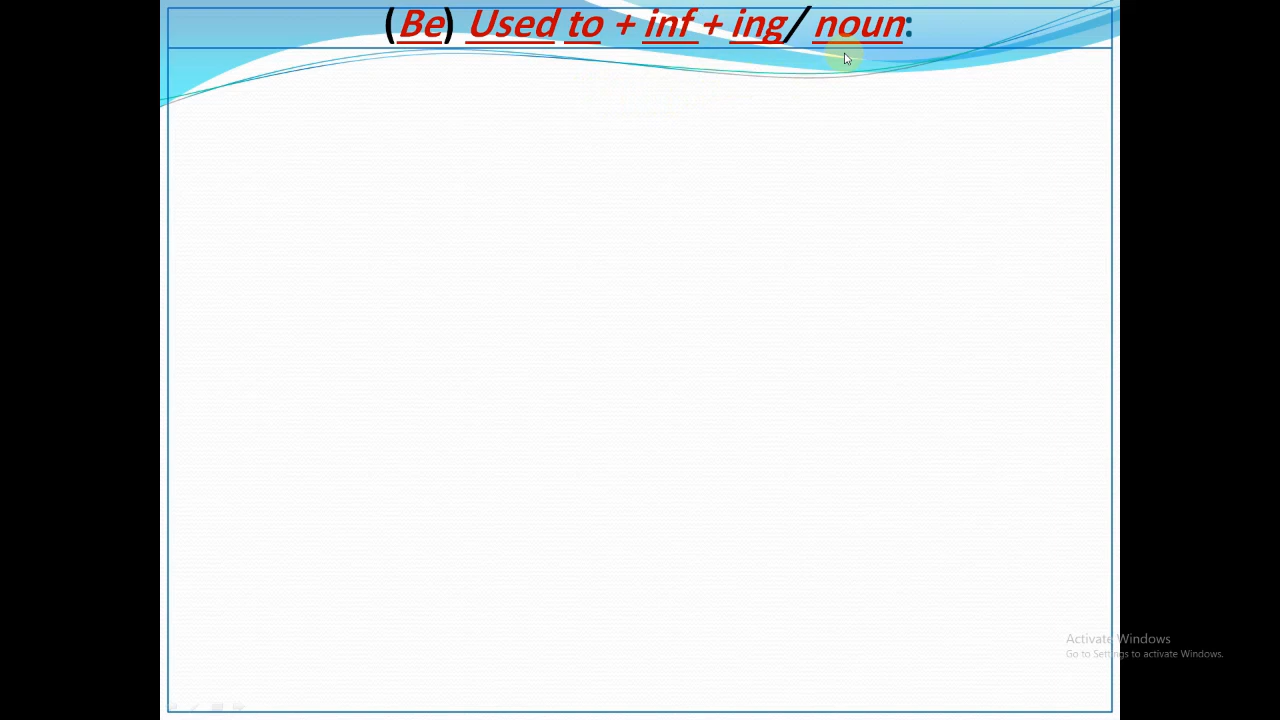 (Be) Used to + inf + ing/ noun:
Activate Windows
Go to Settings to activate Windows.